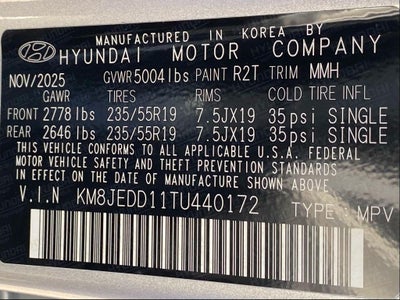 MANUFACTURED IN KOREA BY
HYUNDAI MOTOR COMPANY
NOV/2025 GVWR 5004 lbs PAINT R2T TRIM MMH
GAWR TIRES RIMS COLD TIRE INFL
FRONT 2778 lbs 235/55R19 7.5JX19 35psi SINGLE
REAR 2646 lbs 235/55R19 7.5JX19 35psi SINGLE
THIS VEHICLE CONFORMS TO ALL APPLICABLE U.S.A. FEDERAL
MOTOR VEHICLE SAFETY AND THEFT PREVENTION STANDARDS
IN EFFECT ON THE DATE OF MANUFACTURE SHOWN ABOVE.
V.I.N KM8JEDD11TU440172 TYPE: MPV